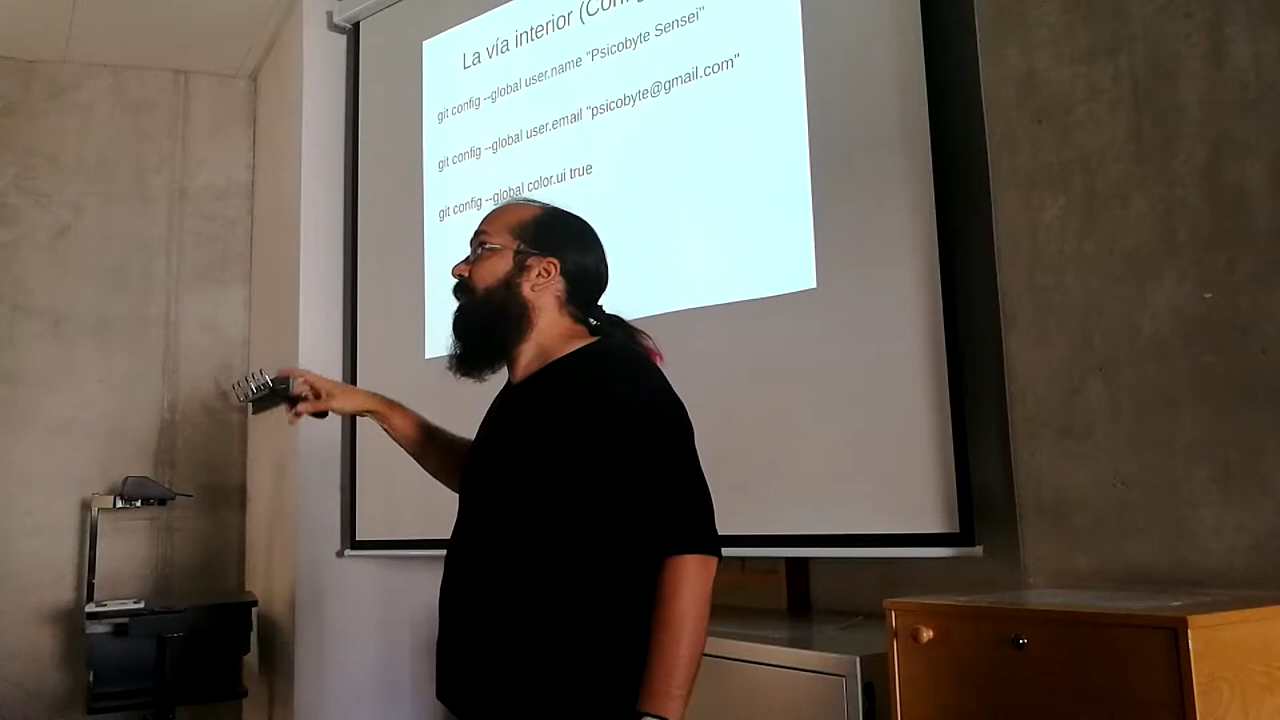 La vía interior
git config --global user.name "Psicobyte Sensei"
git config --global user.email "psicobyte@gmail.com"
git config --global color.ui true